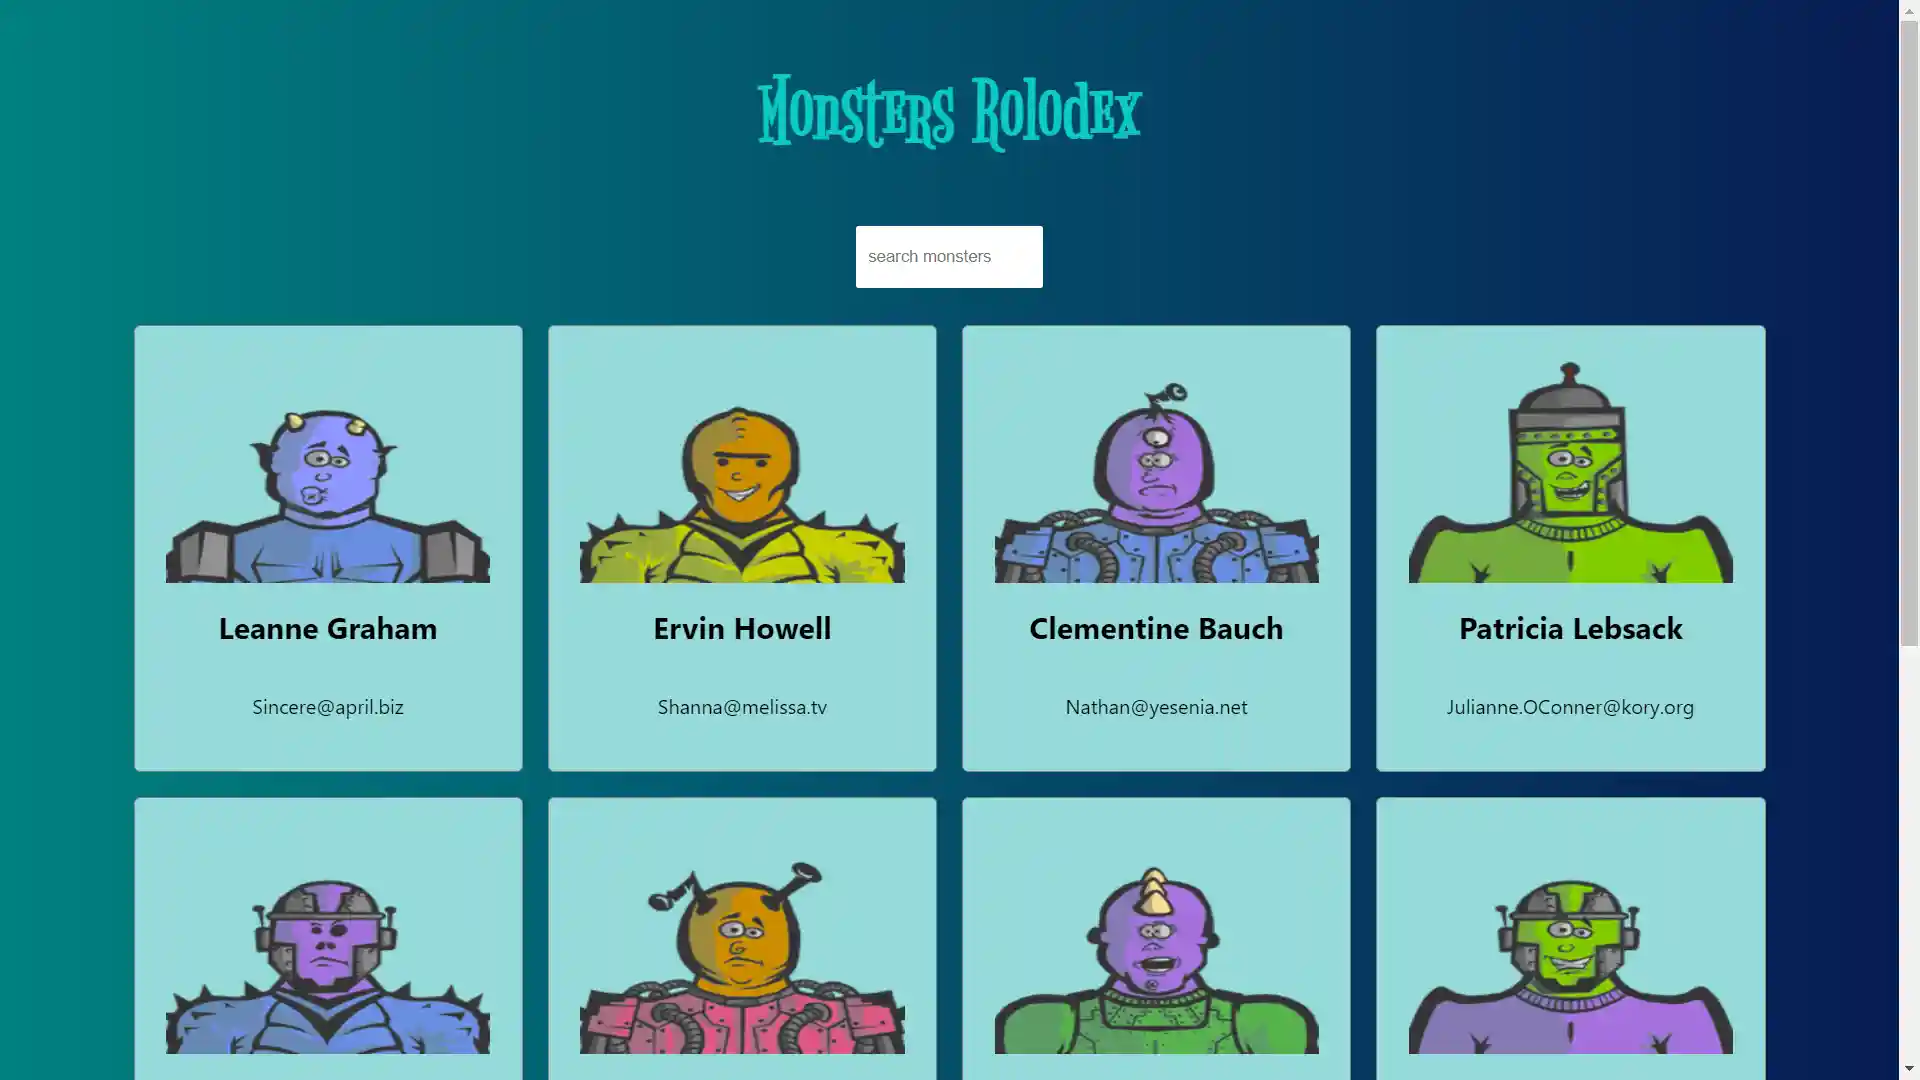 Monsters Rolodex
search monsters
Leanne Graham
Ervin Howell
Clementine Bauch
Patricia Lebsack
Sincere@april.biz
Shanna@melissa.tv
Nathan@yesenia.net
Julianne.OConner@kory.org